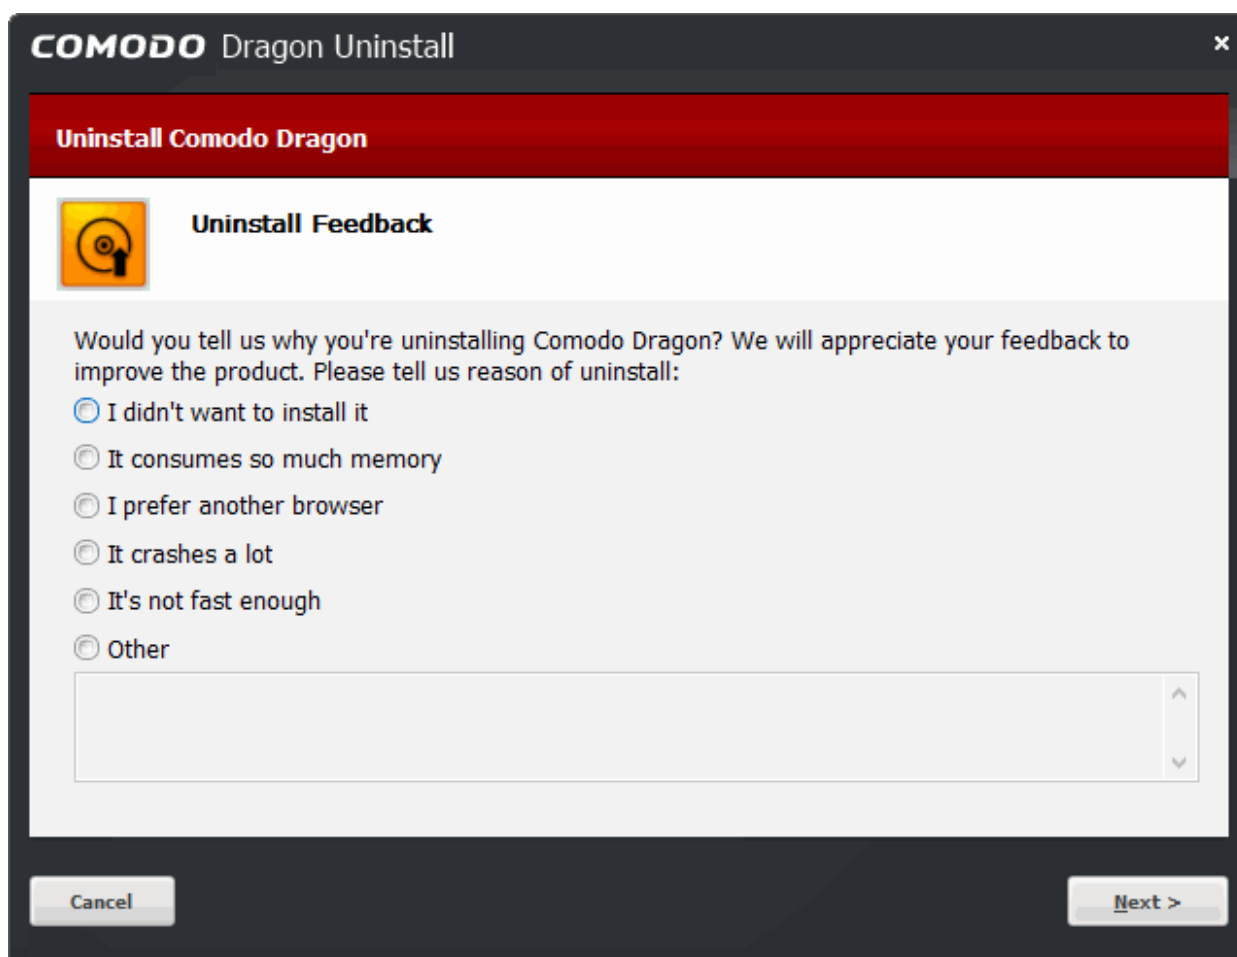 COMODO Dragon Uninstall
Uninstall Comodo Dragon
Uninstall Feedback
Would you tell us why you're uninstalling Comodo Dragon? We will appreciate your feedback to
improve the product. Please tell us reason of uninstall:
I didn't want to install it
It consumes so much memory
I prefer another browser
It crashes a lot
It's not fast enough
Other
Cancel
Next >